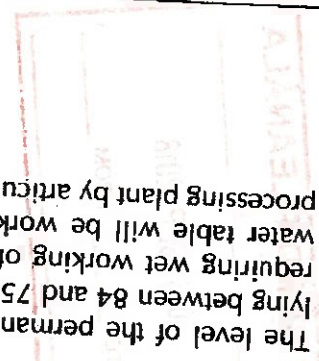 The level of the perman
lying between 84 and 75
requiring wet working of
water table will be work
processing plant by articu